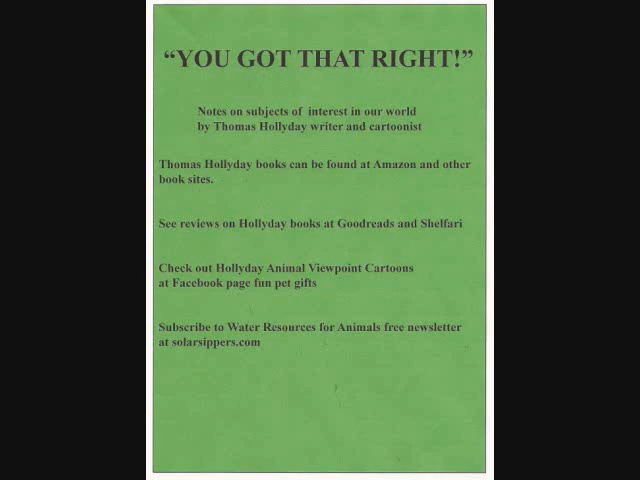 “YOU GOT THAT RIGHT!”
Notes on subjects of interest in our world
by Thomas Hollyday writer and cartoonist
Thomas Hollyday books can be found at Amazon and other
book sites.
See reviews on Hollyday books at Goodreads and Shelfari
Check out Hollyday Animal Viewpoint Cartoons
at Facebook page fun pet gifts
Subscribe to Water Resources for Animals free newsletter
at solarsippers.com